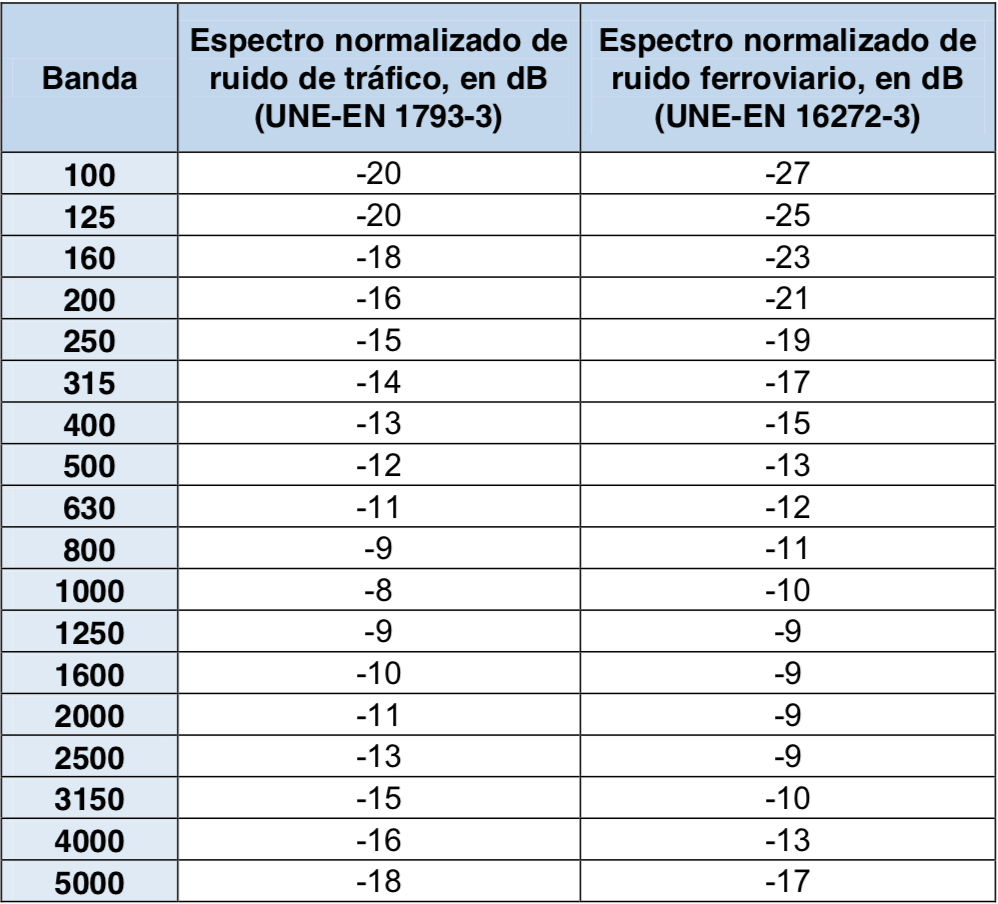 Banda
Espectro normalizado de
ruido de tráfico, en dB
(UNE-EN 1793-3)
Espectro normalizado de
ruido ferroviario, en dB
(UNE-EN 16272-3)
100 -20 -27
125 -20 -25
160 -18 -23
200 -16 -21
250 -15 -19
315 -14 -17
400 -13 -15
500 -12 -13
630 -11 -12
800 -9 -11
1000 -8 -10
1250 -9 -9
1600 -10 -9
2000 -11 -9
2500 -13 -9
3150 -15 -10
4000 -16 -13
5000 -18 -17